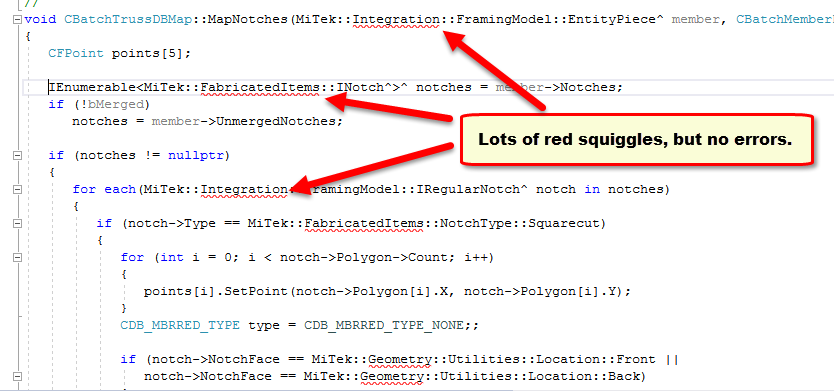 //
void CBatchTrussDBMap::MapNotches(MiTek::Integration::FramingModel::EntityPiece^ member, CBatchMember
{
CFPoint points[5];
IEnumerable<MiTek::FabricatedItems::INotch^>^ notches = member->Notches;
if (!bMerged)
notches = member->UnmergedNotches;
Lots of red squiggles, but no errors.
if (notches != nullptr)
{
for each(MiTek::Integration::FramingModel::IRegularNotch^ notch in notches)
{
if (notch->Type == MiTek::FabricatedItems::NotchType::Squarecut)
{
for (int i = 0; i < notch->Polygon->Count; i++)
{
points[i].SetPoint(notch->Polygon[i].X, notch->Polygon[i].Y);
}
CDB_MBRRED_TYPE type = CDB_MBRRED_TYPE_NONE;;
if (notch->NotchFace == MiTek::Geometry::Utilities::Location::Front ||
notch->NotchFace == MiTek::Geometry::Utilities::Location::Back)